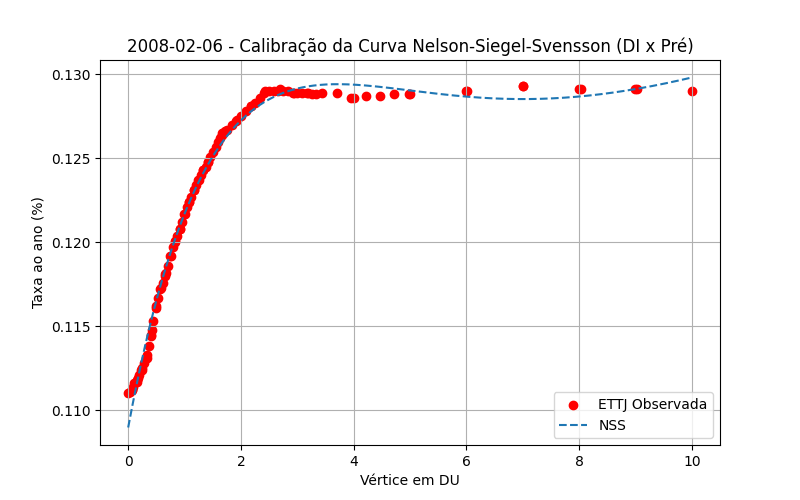 2008-02-06 - Calibração da Curva Nelson-Siegel-Svensson (DI x Pré)
0.130
0.125
0.120
0.115
0.110
Taxa ao ano (%)
ETTJ Observada
NSS
0 2 4 6 8 10
Vértice em DU